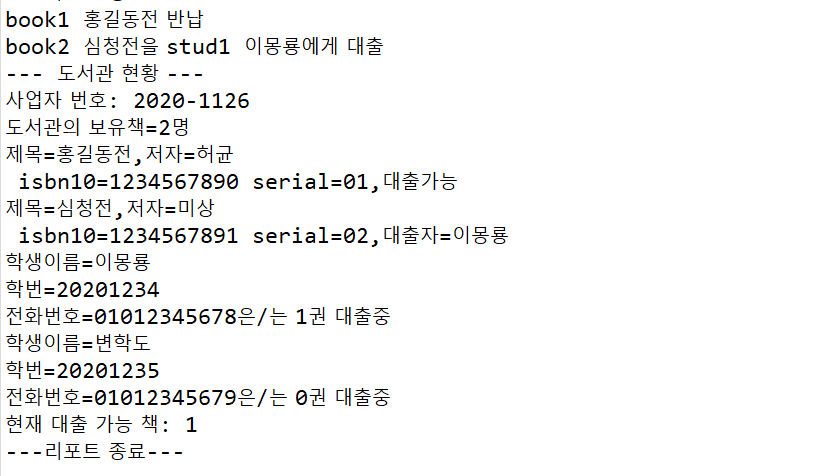 book1 홍길동전 반납
book2 심청전을 stud1 이몽룡에게 대출
--- 도서관 현황 ---
사업자 번호: 2020-1126
도서관의 보유책=2명
제목=홍길동전,저자=허균
 isbn10=1234567890 serial=01,대출가능
제목=심청전,저자=미상
 isbn10=1234567891 serial=02,대출자=이몽룡
학생이름=이몽룡
학번=20201234
전화번호=01012345678은/는 1권 대출중
학생이름=변학도
학번=20201235
전화번호=01012345679은/는 0권 대출중
현재 대출 가능 책: 1
---리포트 종료---